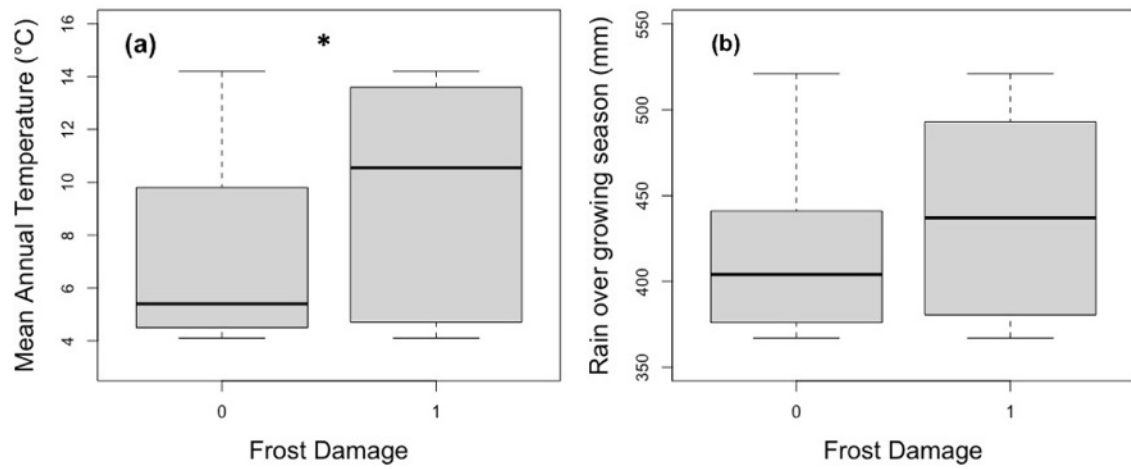 (a)
*
Mean Annual Temperature (°C)
16
14
12
10
8
6
4
0
1
Frost Damage
(b)
Rain over growing season (mm)
550
500
450
400
350
0
1
Frost Damage